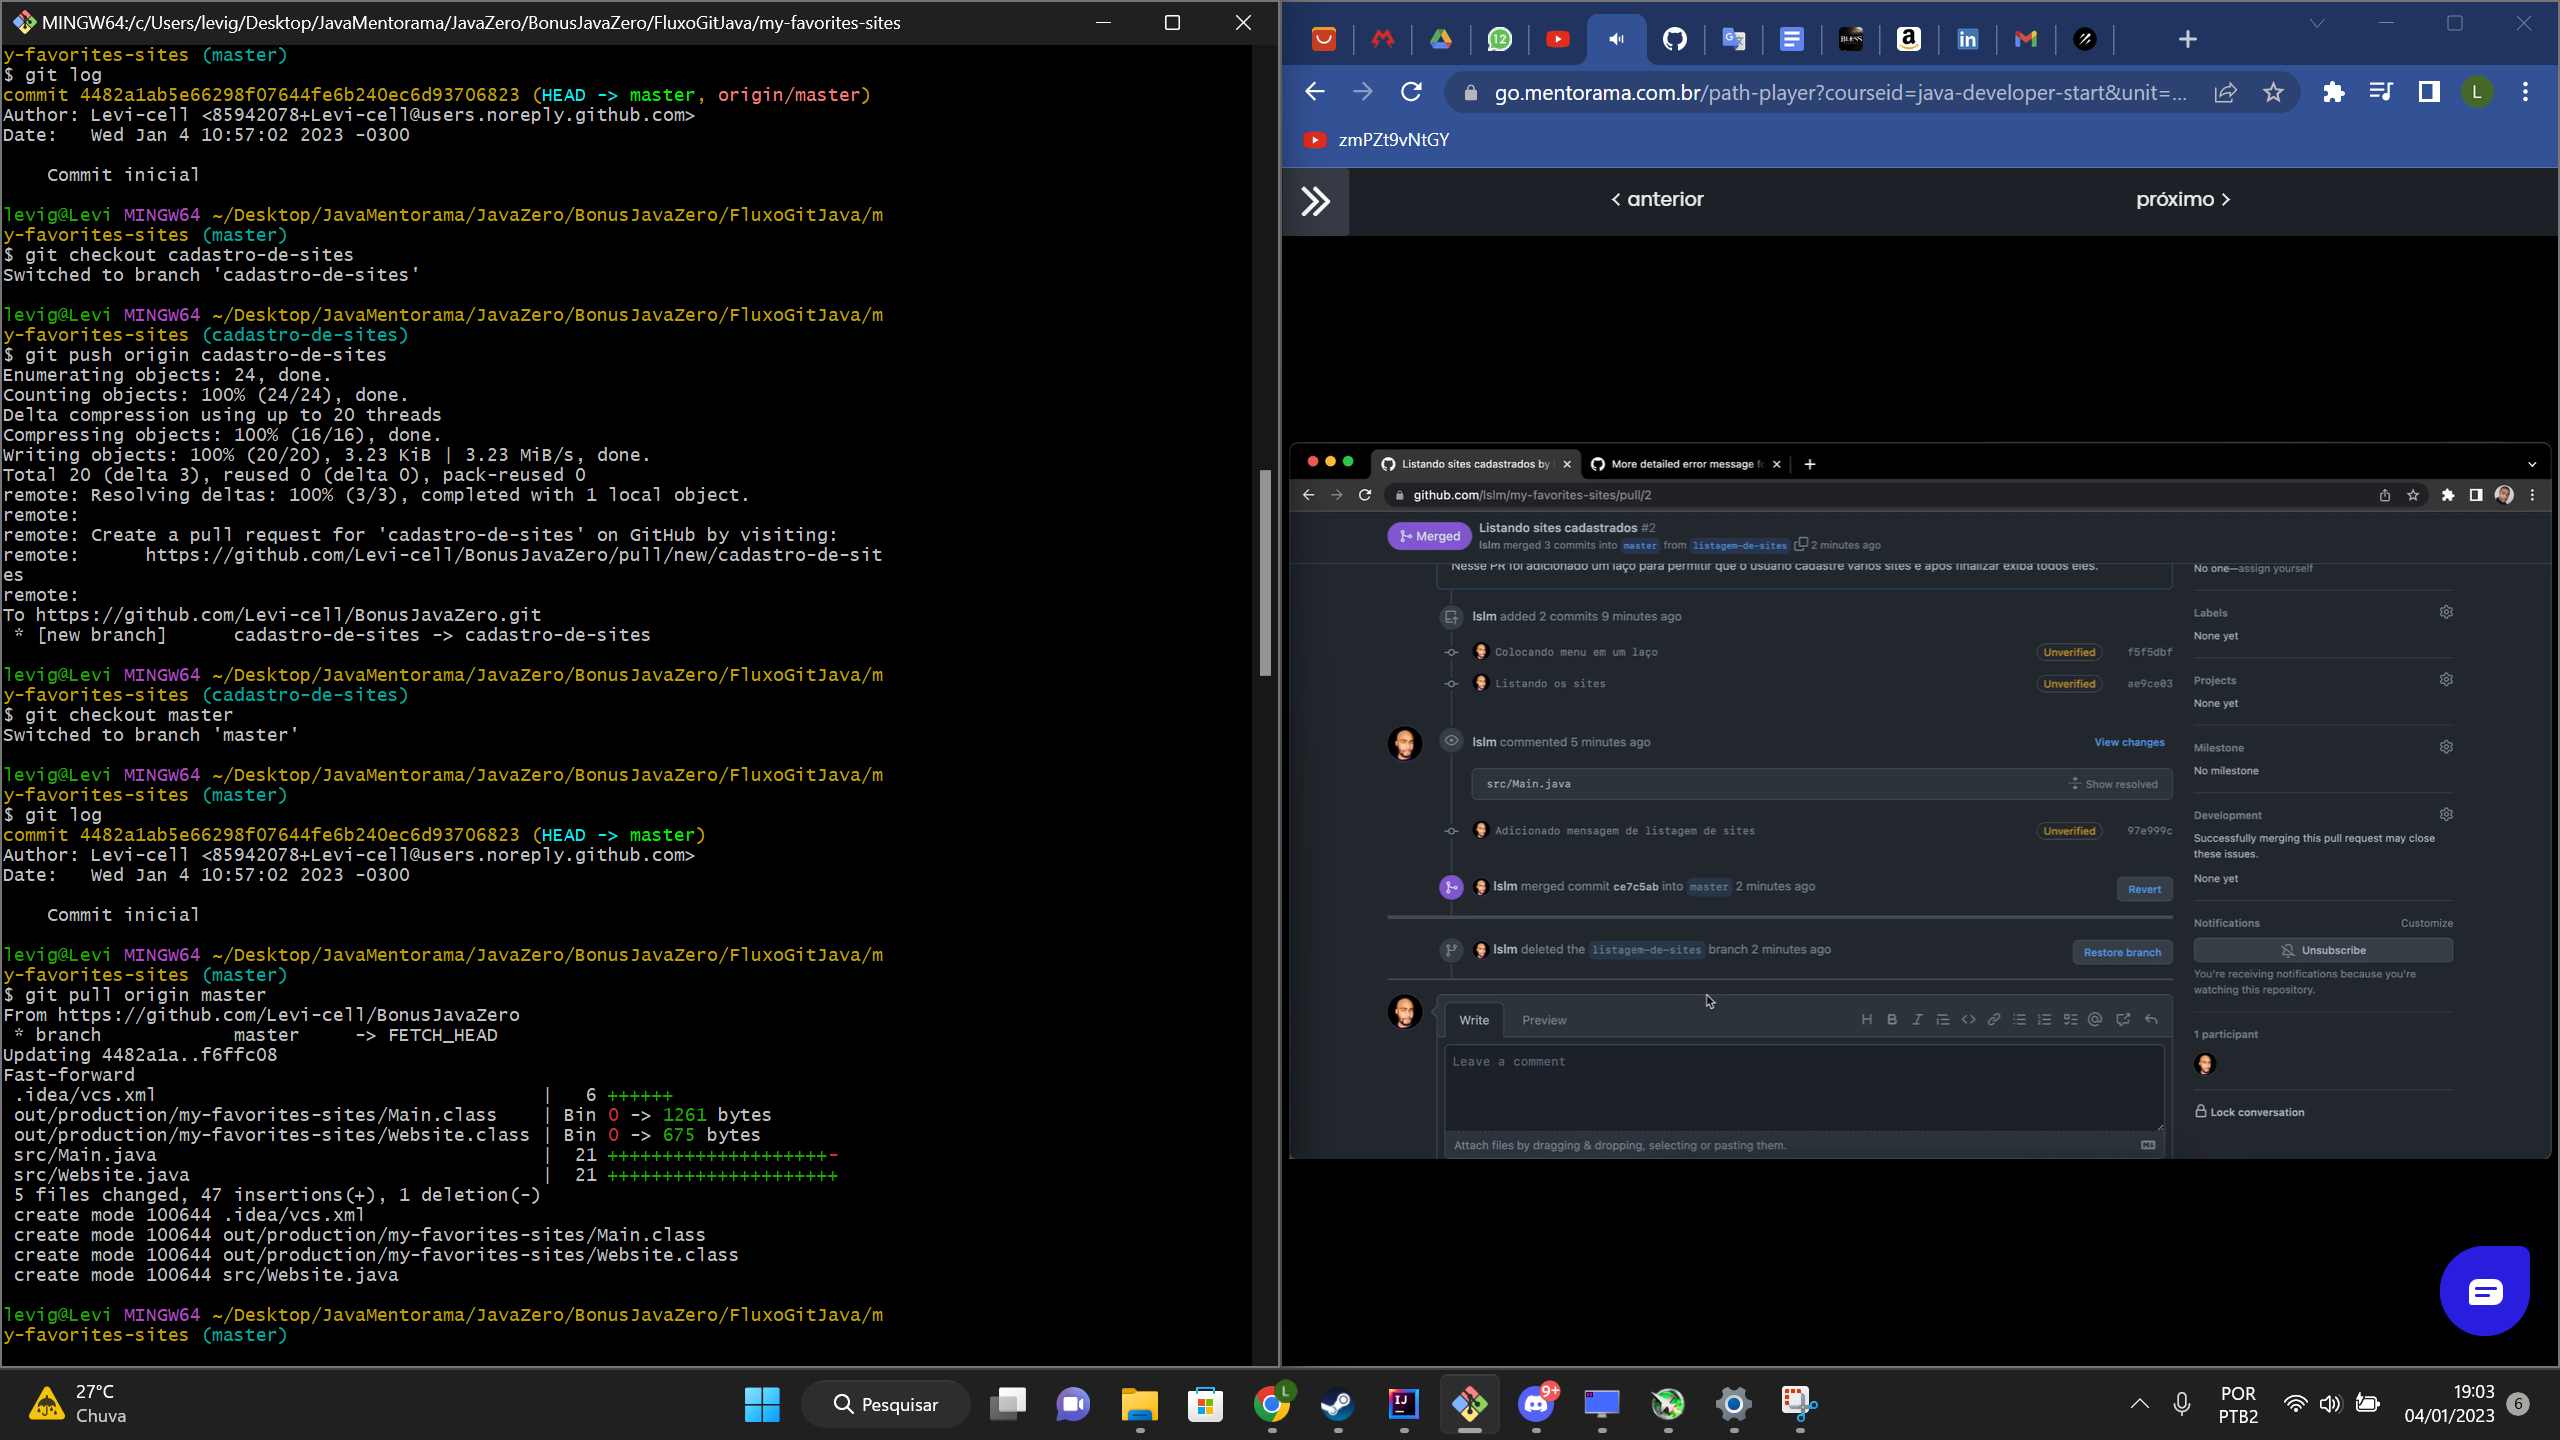 MINGW64:/c/Users/levig/Desktop/JavaMentorama/JavaZero/BonusJavaZero/FluxoGitJava/my-favorites-sites
y-favorites-sites (master)
$ git log
commit 4482a1ab5e66298f07644fe6b240ec6d93706823 (HEAD -> master, origin/master)
Author: Levi-cell <85942078+Levi-cell@users.noreply.github.com>
Date:   Wed Jan 4 10:57:02 2023 -0300
Commit inicial
levig@Levi MINGW64 ~/Desktop/JavaMentorama/JavaZero/BonusJavaZero/FluxoGitJava/m
y-favorites-sites (master)
$ git checkout cadastro-de-sites
Switched to branch 'cadastro-de-sites'
levig@Levi MINGW64 ~/Desktop/JavaMentorama/JavaZero/BonusJavaZero/FluxoGitJava/m
y-favorites-sites (cadastro-de-sites)
$ git push origin cadastro-de-sites
Enumerating objects: 24, done.
Counting objects: 100% (24/24), done.
Delta compression using up to 20 threads
Compressing objects: 100% (16/16), done.
Writing objects: 100% (20/20), 3.23 KiB | 3.23 MiB/s, done.
Total 20 (delta 3), reused 0 (delta 0), pack-reused 0
remote: Resolving deltas: 100% (3/3), completed with 1 local object.
remote:
remote: Create a pull request for 'cadastro-de-sites' on GitHub by visiting:
remote:      https://github.com/Levi-cell/BonusJavaZero/pull/new/cadastro-de-sit
es
remote:
To https://github.com/Levi-cell/BonusJavaZero.git
* [new branch]      cadastro-de-sites -> cadastro-de-sites
levig@Levi MINGW64 ~/Desktop/JavaMentorama/JavaZero/BonusJavaZero/FluxoGitJava/m
y-favorites-sites (cadastro-de-sites)
$ git checkout master
Switched to branch 'master'
levig@Levi MINGW64 ~/Desktop/JavaMentorama/JavaZero/BonusJavaZero/FluxoGitJava/m
y-favorites-sites (master)
$ git log
commit 4482a1ab5e66298f07644fe6b240ec6d93706823 (HEAD -> master)
Author: Levi-cell <85942078+Levi-cell@users.noreply.github.com>
Date:   Wed Jan 4 10:57:02 2023 -0300
Commit inicial
levig@Levi MINGW64 ~/Desktop/JavaMentorama/JavaZero/BonusJavaZero/FluxoGitJava/m
y-favorites-sites (master)
$ git pull origin master
From https://github.com/Levi-cell/BonusJavaZero
* branch            master     -> FETCH_HEAD
Updating 4482a1a..f6ffc08
Fast-forward
.idea/vcs.xml                                    |   6 ++++++
out/production/my-favorites-sites/Main.class     | Bin 0 -> 1261 bytes
out/production/my-favorites-sites/Website.class | Bin 0 -> 675 bytes
src/Main.java                                    |  21 ++++++++++++++++++++-
src/Website.java                                 |  21 +++++++++++++++++++++
5 files changed, 47 insertions(+), 1 deletion(-)
create mode 100644 .idea/vcs.xml
create mode 100644 out/production/my-favorites-sites/Main.class
create mode 100644 out/production/my-favorites-sites/Website.class
create mode 100644 src/Website.java
levig@Levi MINGW64 ~/Desktop/JavaMentorama/JavaZero/BonusJavaZero/FluxoGitJava/m
y-favorites-sites (master)
12
BLESS
go.mentorama.com.br/path-player?courseid=java-developer-start&unit=...
L
zmPZt9vNtGY
< anterior
próximo >
Listando sites cadastrados by
More detailed error message fo
github.com/lslm/my-favorites-sites/pull/2
Merged
Listando sites cadastrados #2
lslm merged 3 commits into master from listagem-de-sites 2 minutes ago
Nesse PR foi adicionado um laço para permitir que o usuário cadastre vários sites e após finalizar exiba todos eles.
No one—assign yourself
lslm added 2 commits 9 minutes ago
Labels
None yet
Colocando menu em um laço
Unverified
f5f5dbf
Listando os sites
Unverified
ae9ce03
Projects
None yet
lslm commented 5 minutes ago
View changes
Milestone
No milestone
src/Main.java
Show resolved
Development
Successfully merging this pull request may close
these issues.
None yet
Adicionado mensagem de listagem de sites
Unverified
97e999c
lslm merged commit ce7c5ab into master 2 minutes ago
Revert
Notifications
Customize
lslm deleted the listagem-de-sites branch 2 minutes ago
Restore branch
Unsubscribe
You're receiving notifications because you're
watching this repository.
Write
Preview
1 participant
Leave a comment
Lock conversation
Attach files by dragging & dropping, selecting or pasting them.
27°C
Chuva
Pesquisar
L
IJ
9+
POR
PTB2
19:03
04/01/2023
6